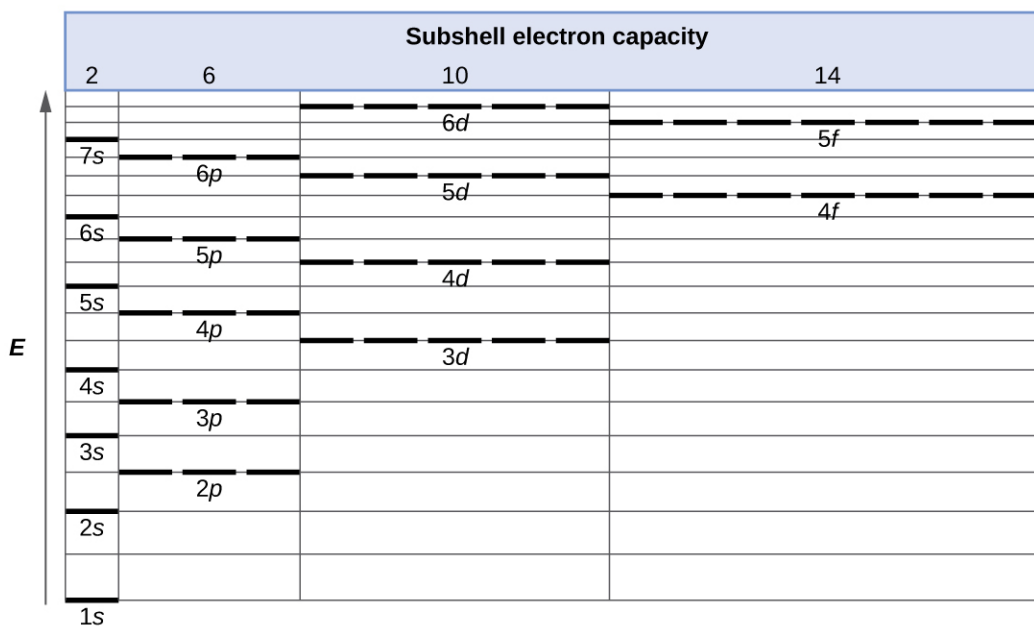 Subshell electron capacity
2 6 10 14
6d
5f
7s
6p
5d
4f
6s
5p
4d
5s
4p
E
3d
4s
3p
3s
2p
2s
1s